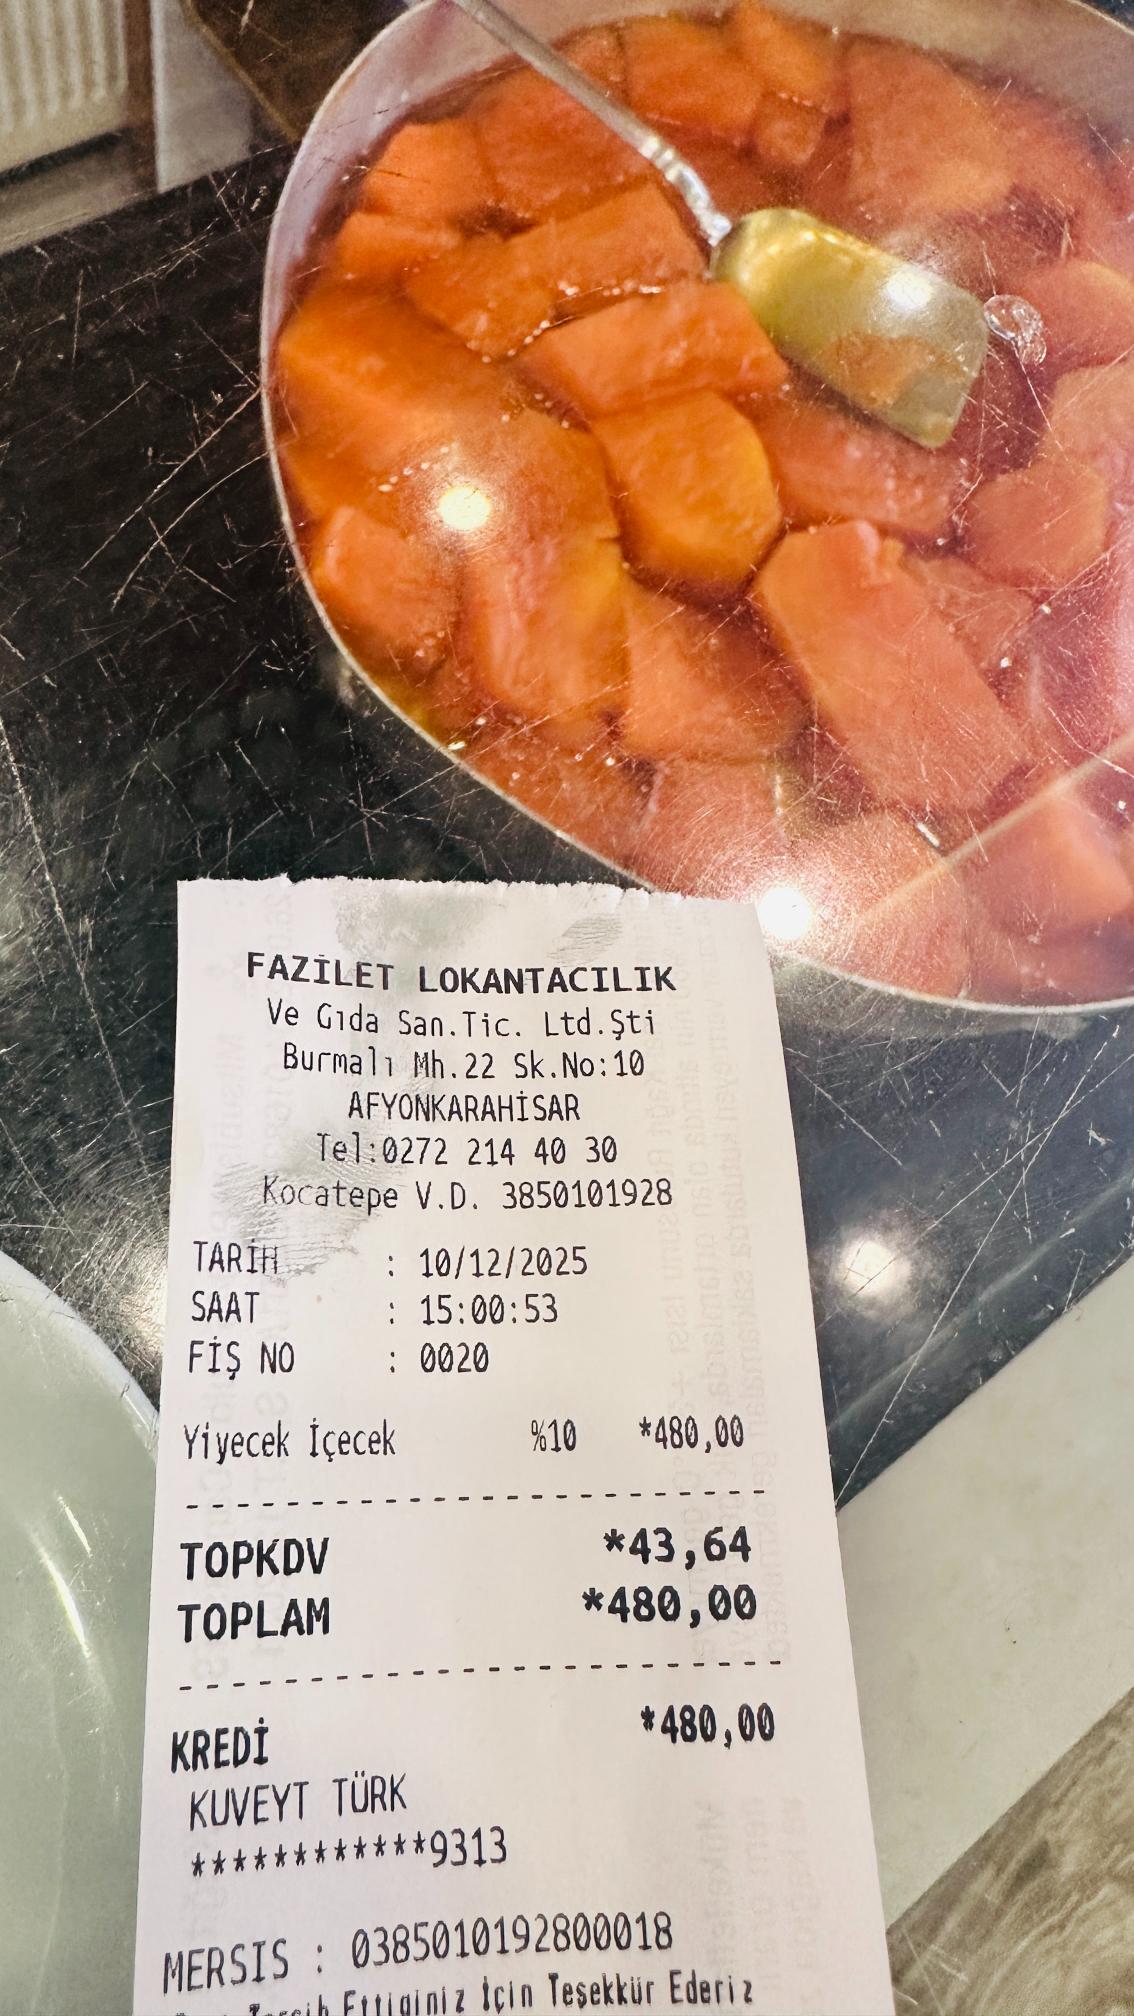 FAZİLET LOKANTACILIK
Ve Gıda San.Tic. Ltd.Şti
Burmalı Mh.22 Sk.No:10
AFYONKARAHİSAR
Tel:0272 214 40 30
Kocatepe V.D. 3850101928
TARİH : 10/12/2025
SAAT : 15:00:53
FİŞ NO : 0020
Yiyecek İçecek %10 *480,00
TOPKDV *43,64
TOPLAM *480,00
KREDİ *480,00
KUVEYT TÜRK
************9313
MERSIS : 0385010192800018
Ettiginiz İçin Teşekkür Ederiz